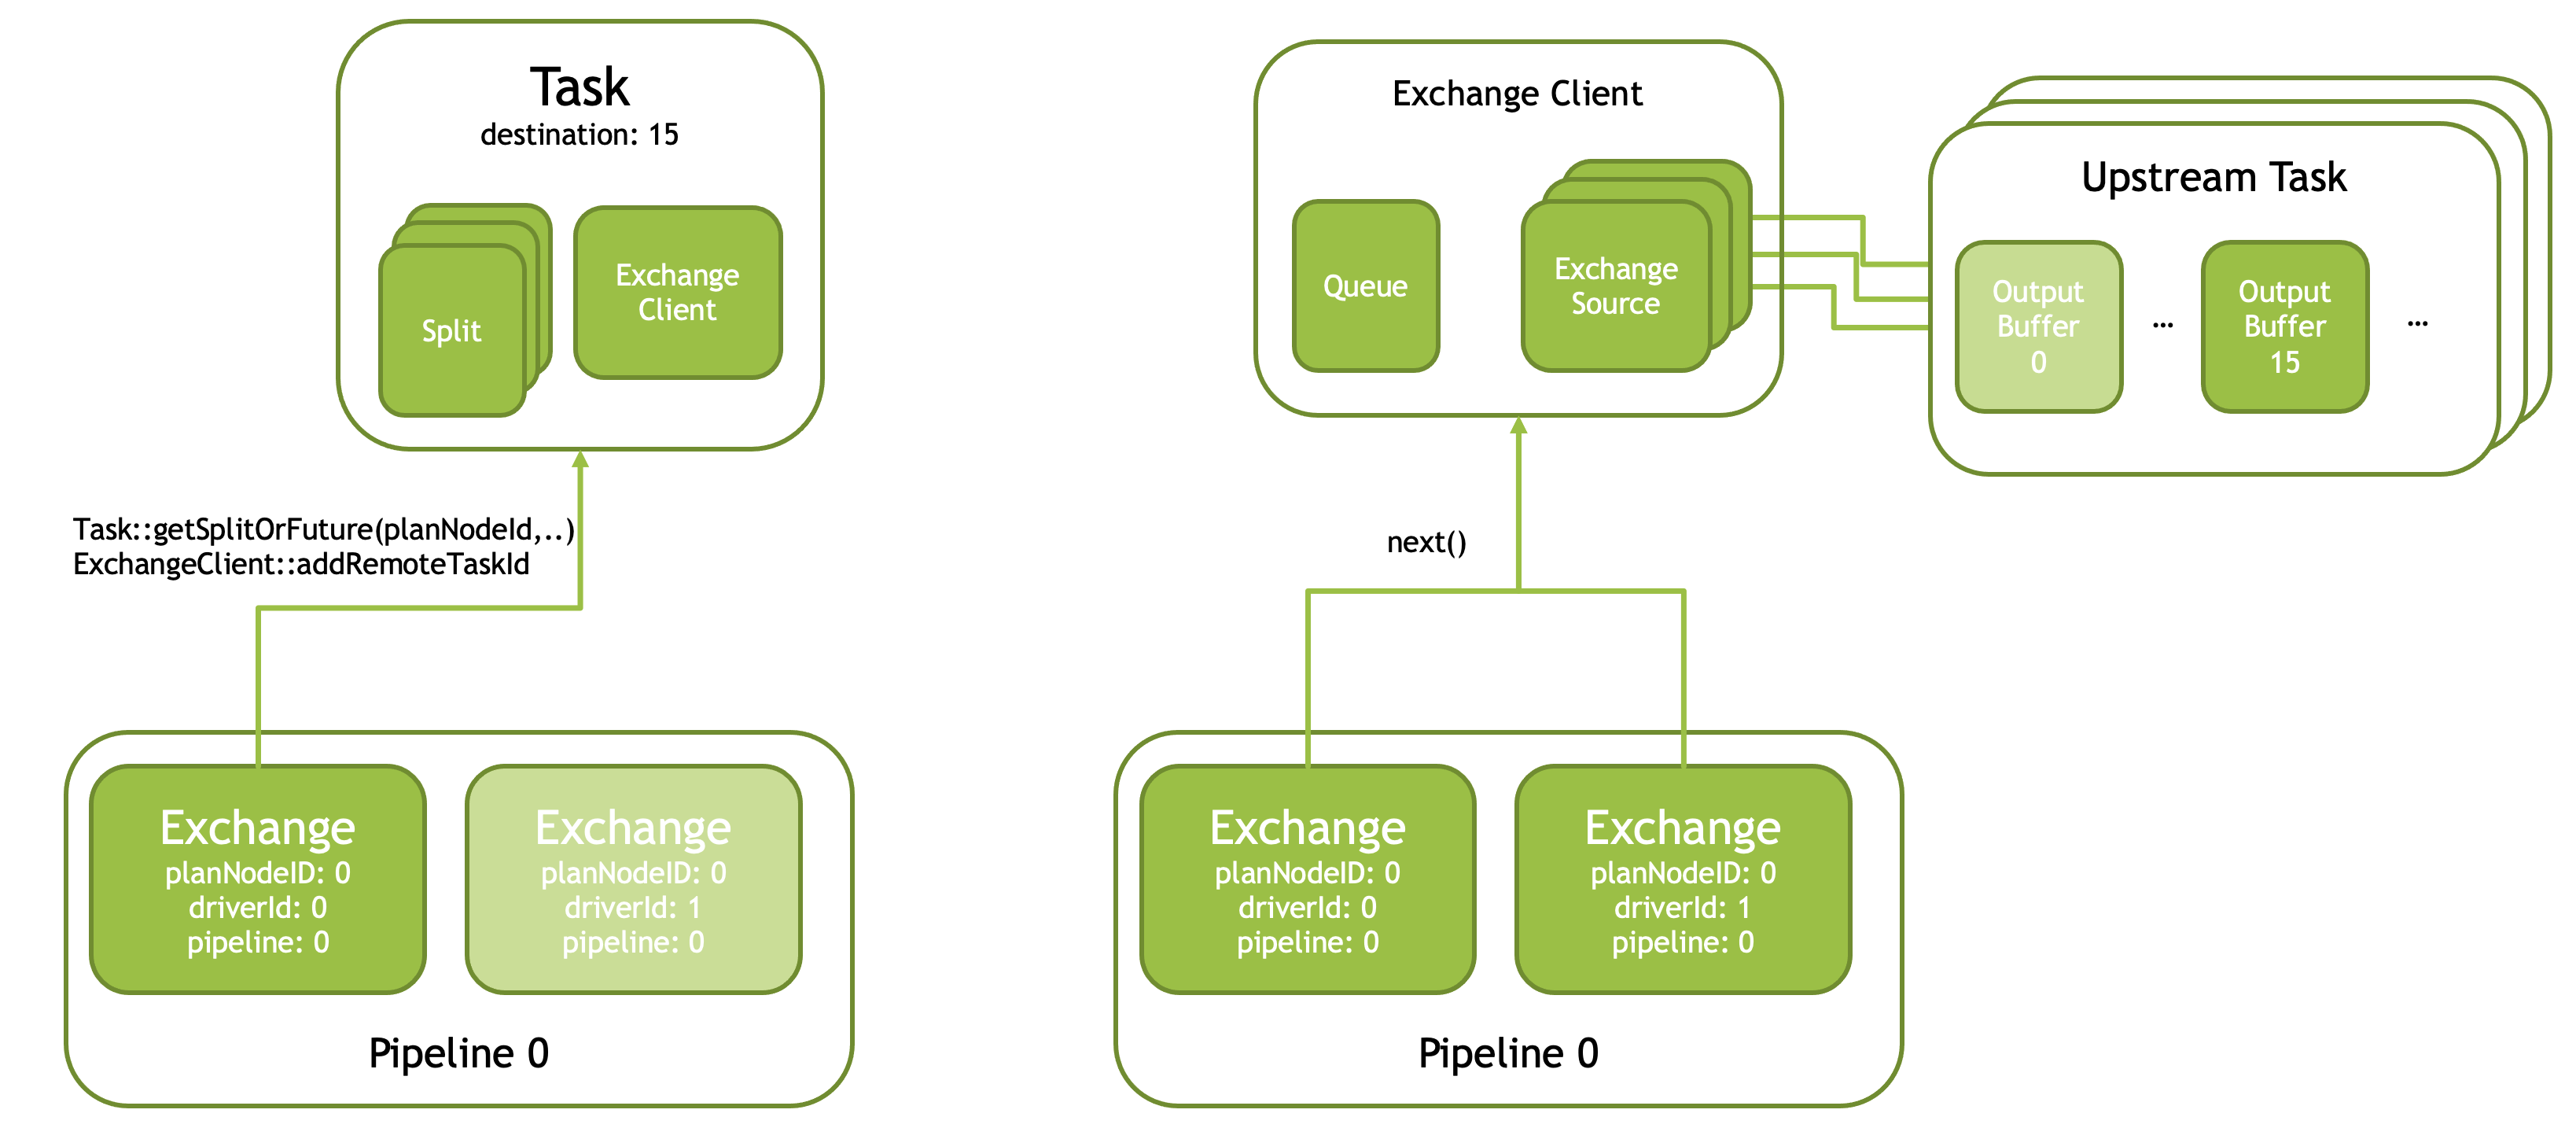 Task
destination: 15
Split
Exchange
Client
Task::getSplitOrFuture(planNodeId,..)
ExchangeClient::addRemoteTaskId
Exchange
planNodeID: 0
driverId: 0
pipeline: 0
Exchange
planNodeID: 0
driverId: 1
pipeline: 0
Pipeline 0
Exchange Client
Queue
Exchange
Source
Upstream Task
Output
Buffer
0
...
Output
Buffer
15
...
next()
Exchange
planNodeID: 0
driverId: 0
pipeline: 0
Exchange
planNodeID: 0
driverId: 1
pipeline: 0
Pipeline 0